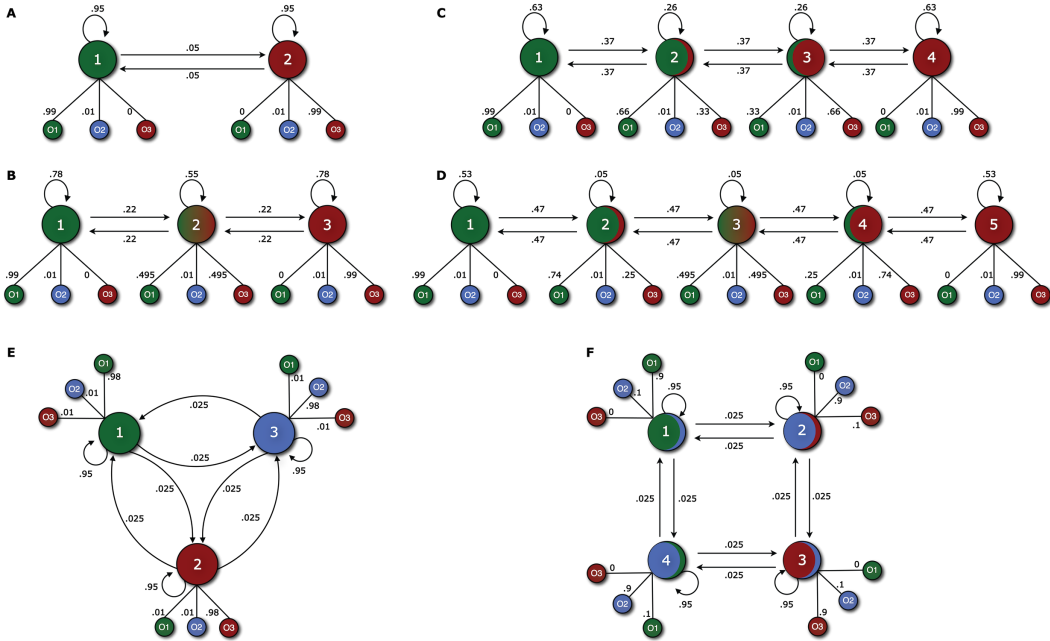 A
.95
.95
1
.05
2
.05
.99
.01
0
0
.01
.99
O1
O2
O3
O1
O2
O3
C
.63
.26
.26
.63
1
.37
2
.37
3
.37
4
.37
.37
.37
.99
.01
0
.66
.01
.33
.33
.01
.66
0
.01
.99
O1
O2
O3
O1
O2
O3
O1
O2
O3
O1
O2
O3
B
.78
.55
.78
1
.22
2
.22
3
.22
.22
.99
.01
0
.495
.01
.495
0
.01
.99
O1
O2
O3
O1
O2
O3
O1
O2
O3
D
.53
.05
.05
.05
.53
1
.47
2
.47
3
.47
4
.47
5
.47
.47
.47
.47
.99
.01
0
.74
.01
.25
.495
.01
.495
.25
.01
.74
0
.01
.99
O1
O2
O3
O1
O2
O3
O1
O2
O3
O1
O2
O3
O1
O2
O3
E
O1
O1
O2
.98
.01
O2
O3
.01
.01
.98
.01
O3
1
.025
3
.025
.95
.95
.025
.025
.025
.025
2
.95
.01
.01
.98
O1
O2
O3
F
O1
O1
O2
.9
.1
0
O2
O3
0
.95
.95
.9
.1
O3
1
.025
2
.025
.025
.025
.025
.025
4
.025
3
.025
O3
0
.95
.95
0
O1
O2
.9
.1
O2
.1
.9
O1
O3